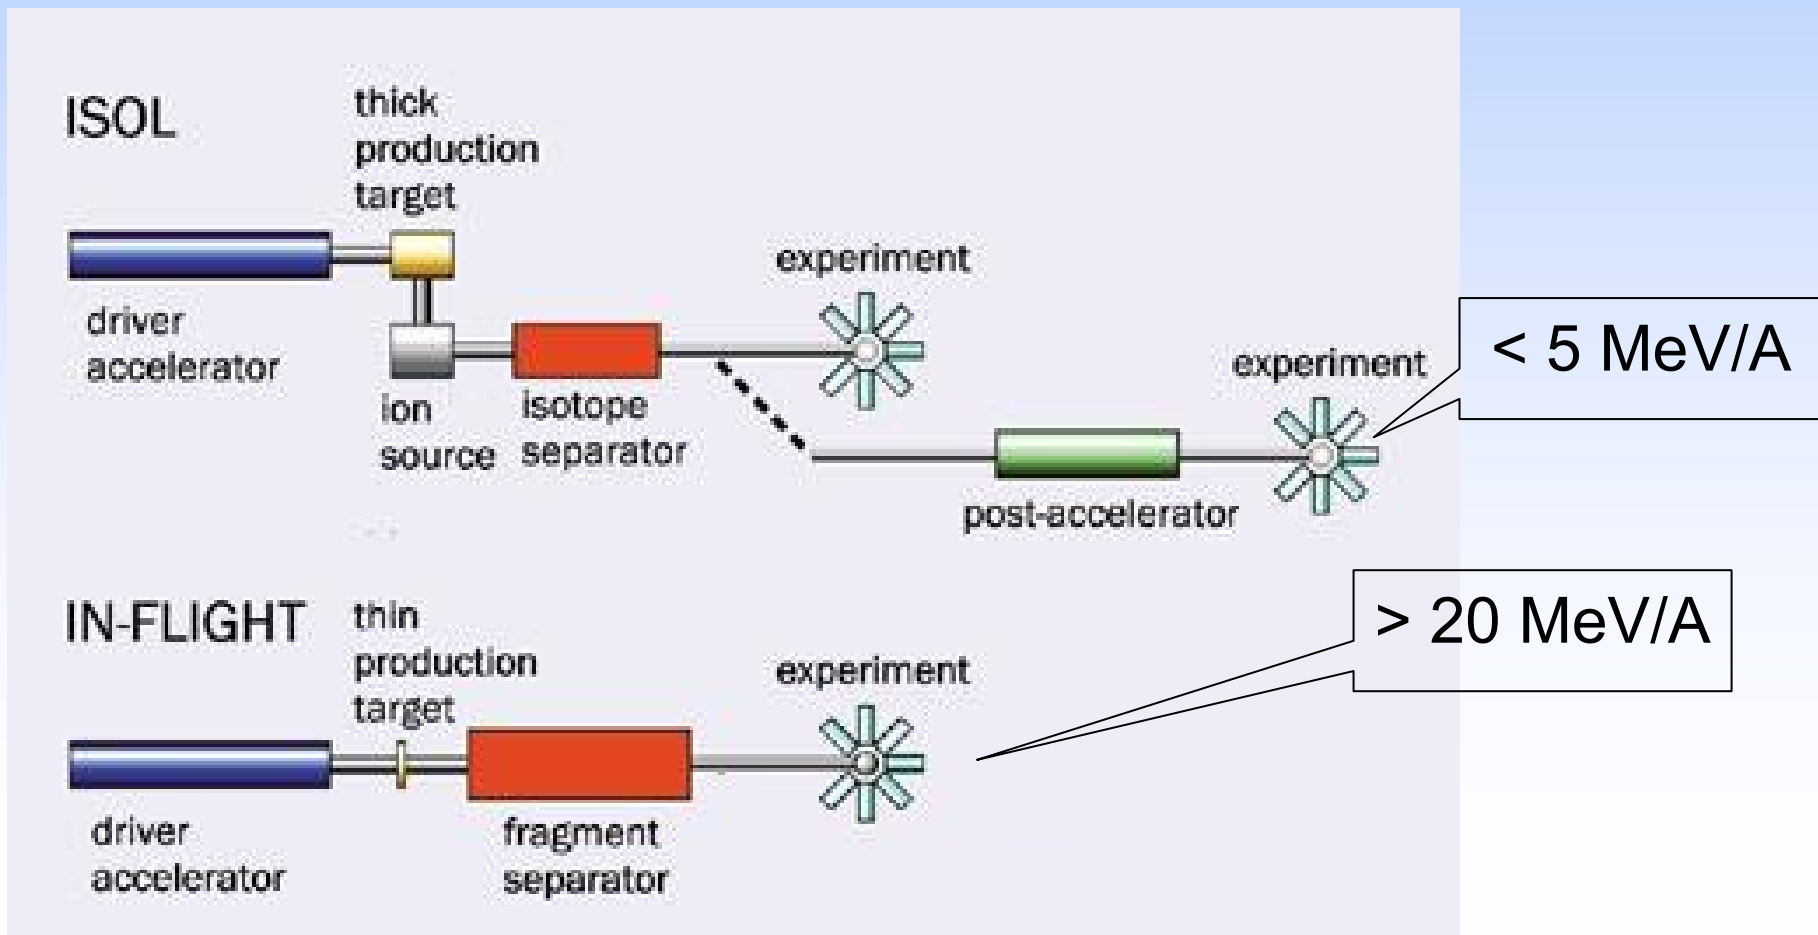 ISOL
thick
production
target
driver
accelerator
ion
source
isotope
separator
experiment
post-accelerator
experiment
< 5 MeV/A
IN-FLIGHT
thin
production
target
driver
accelerator
fragment
separator
experiment
> 20 MeV/A